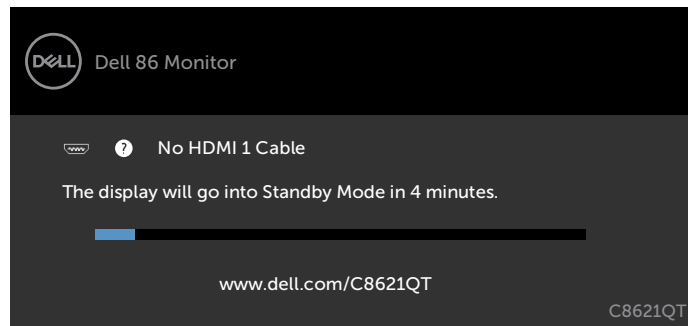 DELL Dell 86 Monitor
? No HDMI 1 Cable
The display will go into Standby Mode in 4 minutes.
www.dell.com/C8621QT
C8621QT